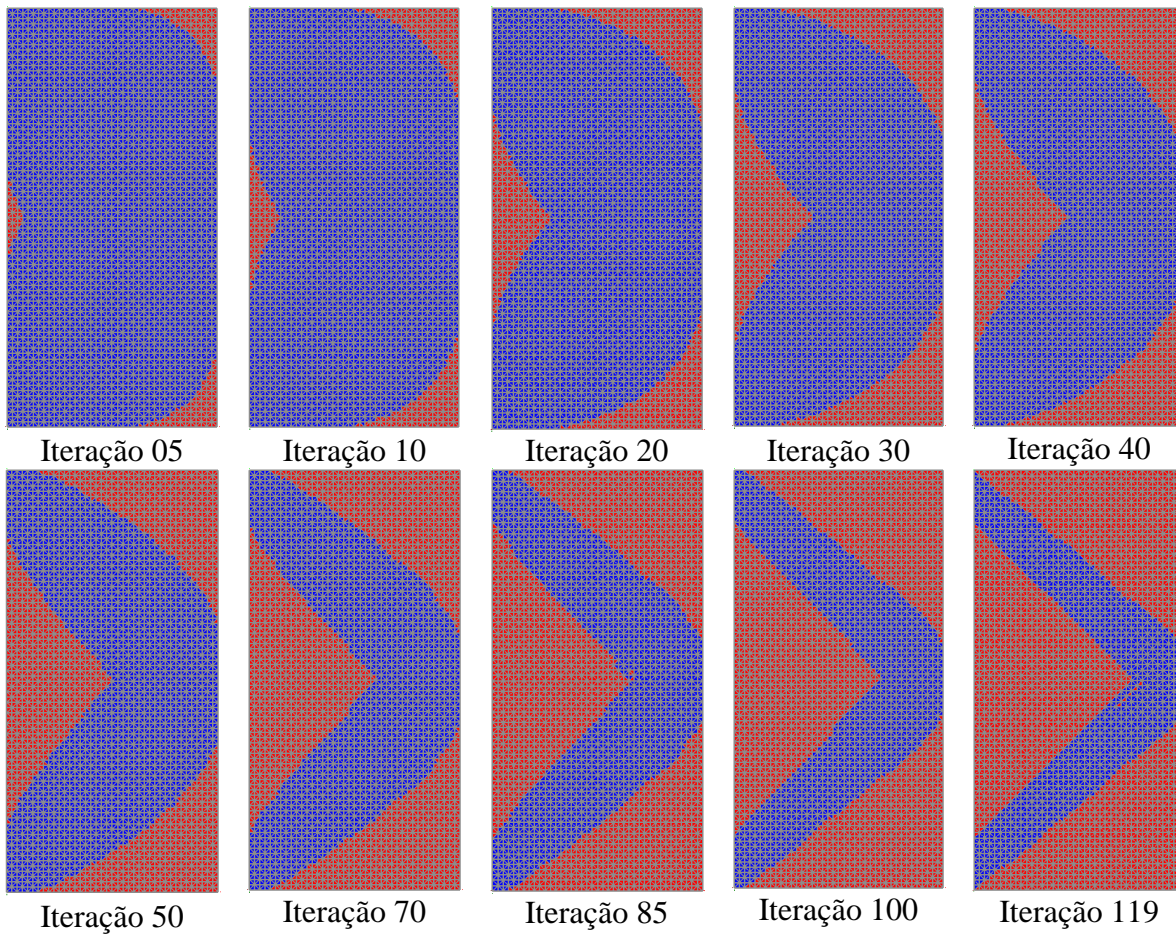 Iteração 05
Iteração 10
Iteração 20
Iteração 30
Iteração 40
Iteração 50
Iteração 70
Iteração 85
Iteração 100
Iteração 119